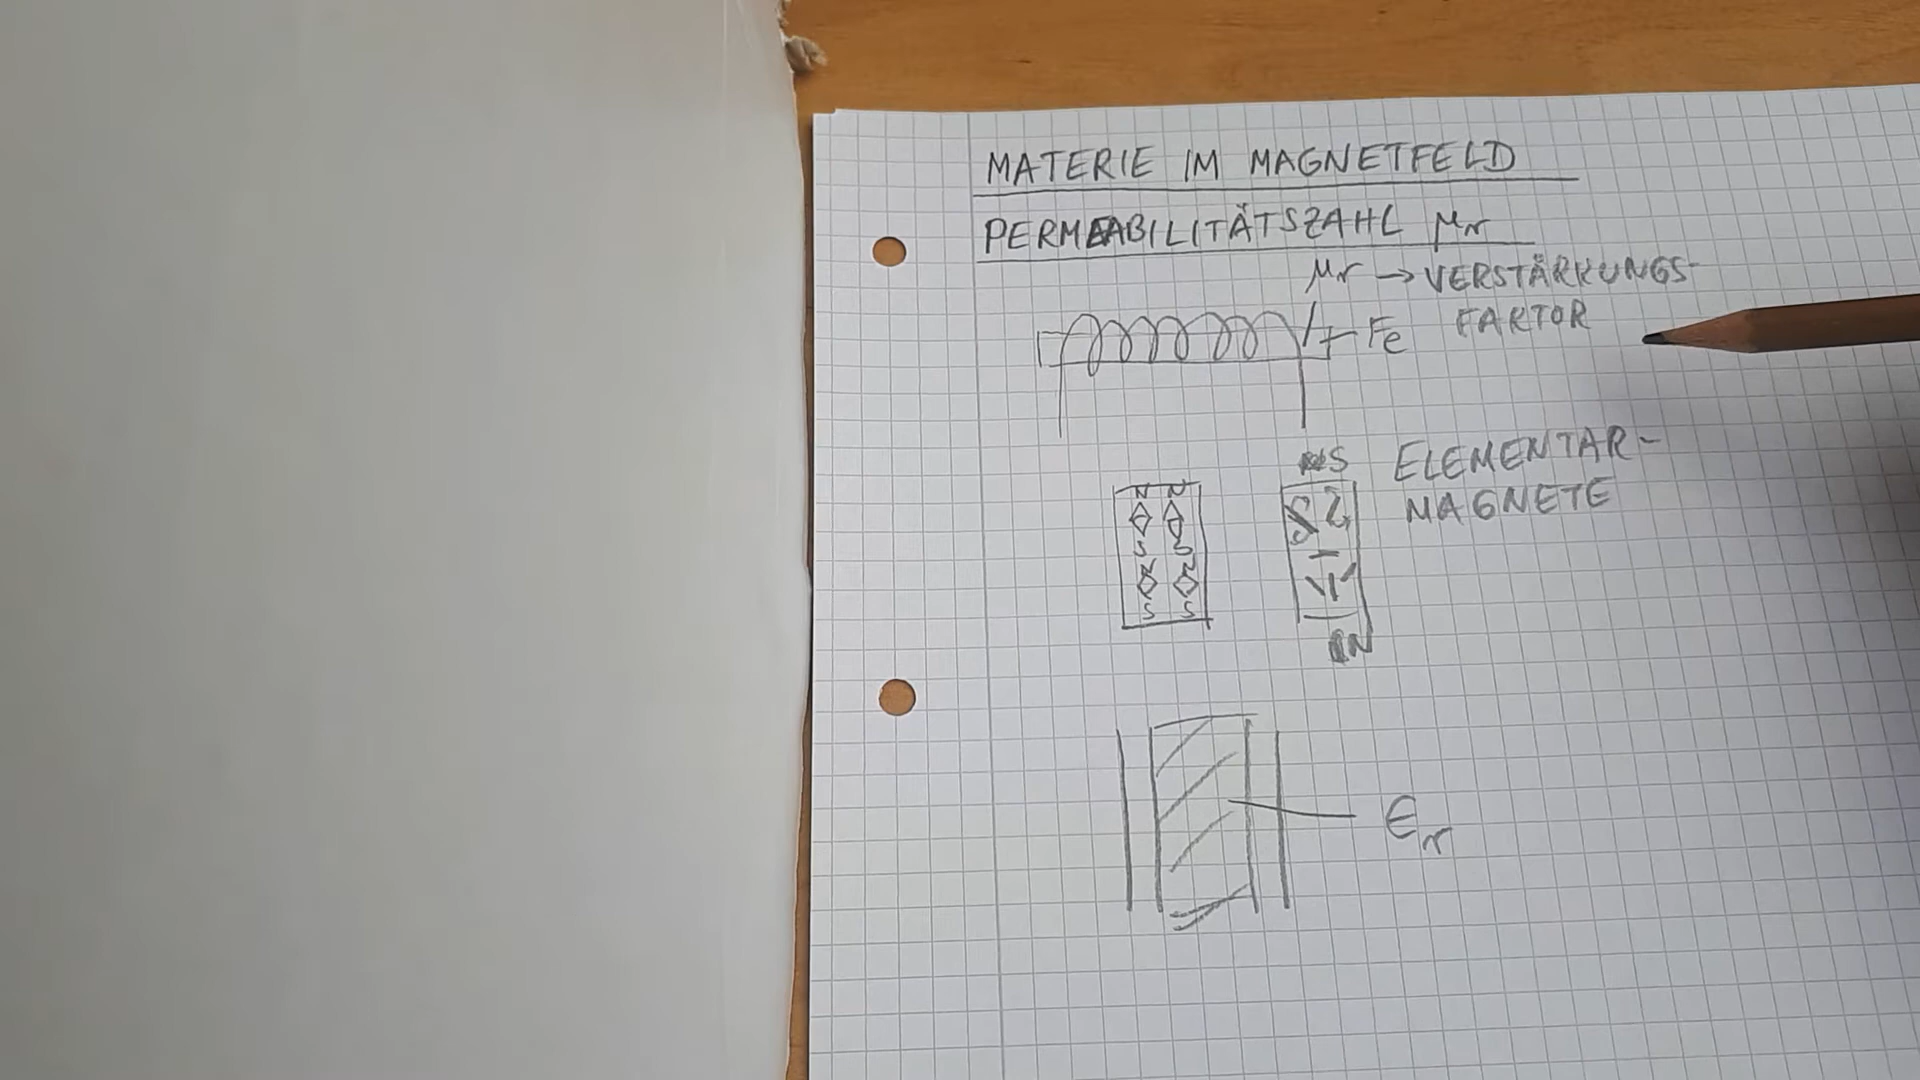 MATERIE IM MAGNETFELD
PERMEABILITÄTSZAHL μr
μr → VERSTÄRKUNGS-
FAKTOR
Fe
S
ELEMENTAR-
MAGNETE
N N
S S
N N
S S
N
ϵr